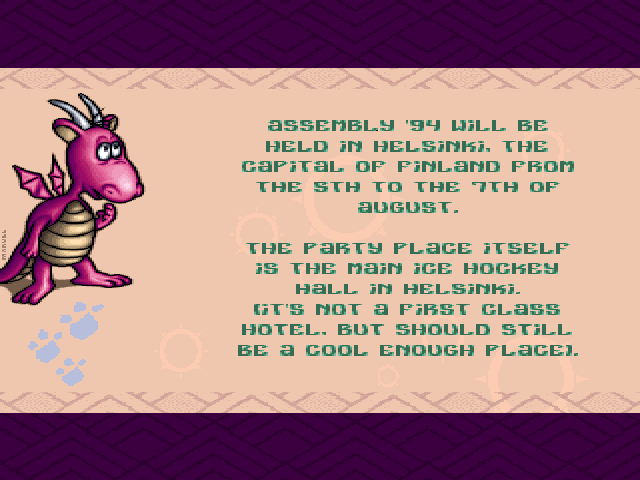 ASSEMBLY '94 WILL BE
HELD IN HELSINKI, THE
CAPITAL OF FINLAND FROM
THE 5TH TO THE 7TH OF
AUGUST.
THE PARTY PLACE ITSELF
IS THE MAIN ICE HOCKEY
HALL IN HELSINKI.
(IT'S NOT A FIRST CLASS
HOTEL, BUT SHOULD STILL
BE A COOL ENOUGH PLACE).